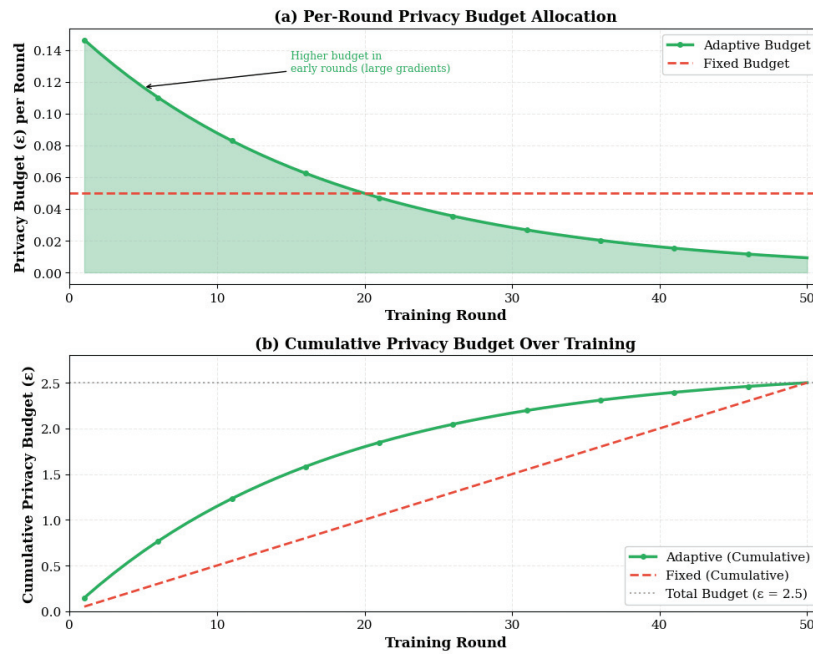 (a) Per-Round Privacy Budget Allocation
Privacy Budget (ε) per Round
0.14
0.12
0.10
0.08
0.06
0.04
0.02
0.00
Higher budget in
early rounds (large gradients)
Adaptive Budget
Fixed Budget
0
10
20
30
40
50
Training Round
(b) Cumulative Privacy Budget Over Training
Cumulative Privacy Budget (ε)
2.5
2.0
1.5
1.0
0.5
0.0
Adaptive (Cumulative)
Fixed (Cumulative)
Total Budget (ε = 2.5)
0
10
20
30
40
50
Training Round